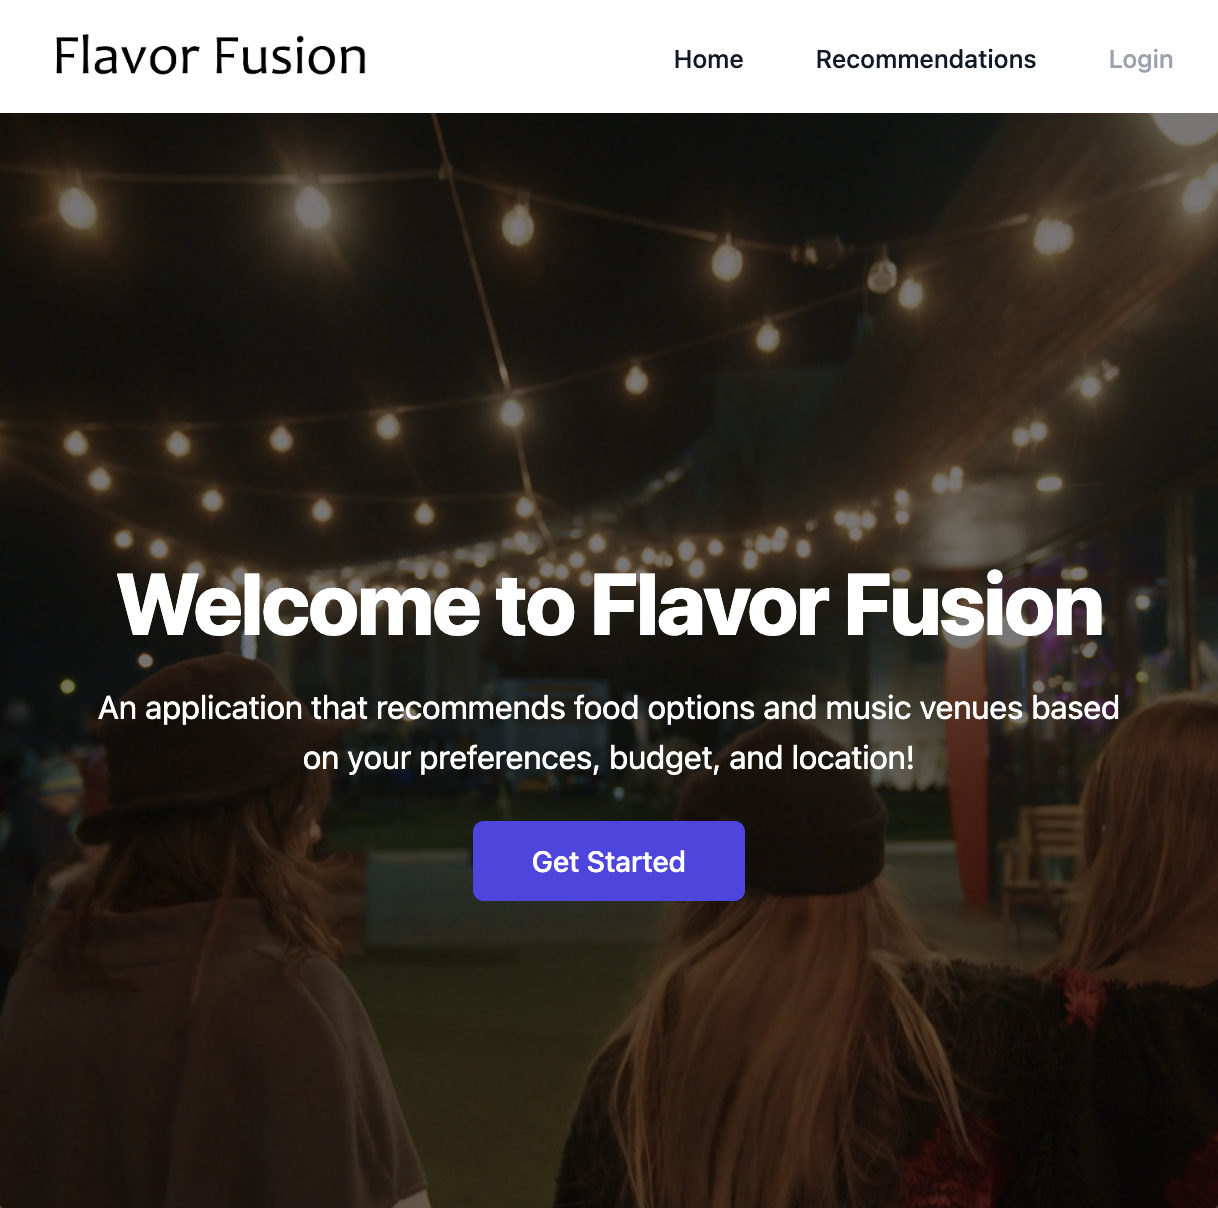 Flavor Fusion
Home Recommendations Login
Welcome to Flavor Fusion
An application that recommends food options and music venues based
on your preferences, budget, and location!
Get Started